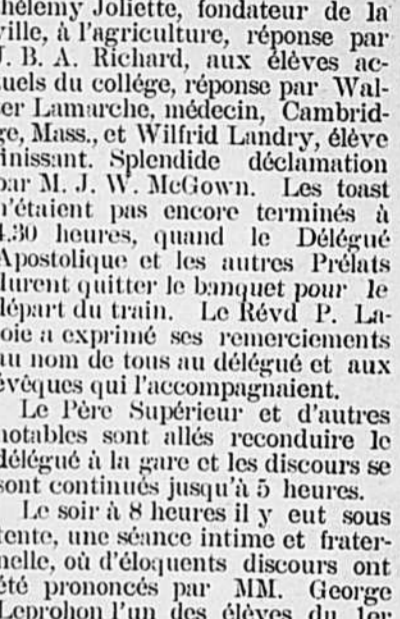 hélemy Joliette, fondateur de la
ville, à l'agriculture, réponse par
J. B. A. Richard, aux élèves ac-
tuels du collége, réponse par Wal-
ter Lamarche, médecin, Cambrid-
ge, Mass., et Wilfrid Landry, élève
finissant. Splendide déclamation
par M. J. W. McGown. Les toast
n'étaient pas encore terminés à
4.30 heures, quand le Délégué
Apostolique et les autres Prélats
durent quitter le banquet pour le
départ du train. Le Révd P. La-
joie a exprimé ses remerciements
au nom de tous au délégué et aux
évêques qui l'accompagnaient.
Le Père Supérieur et d'autres
notables sont allés reconduire le
délégué à la gare et les discours se
sont continués jusqu'à 5 heures.
Le soir à 8 heures il y eut sous
tente, une séance intime et frater-
nelle, où d'éloquents discours ont
été prononcés par MM. George
Leprohon l'un des élèves du 1er